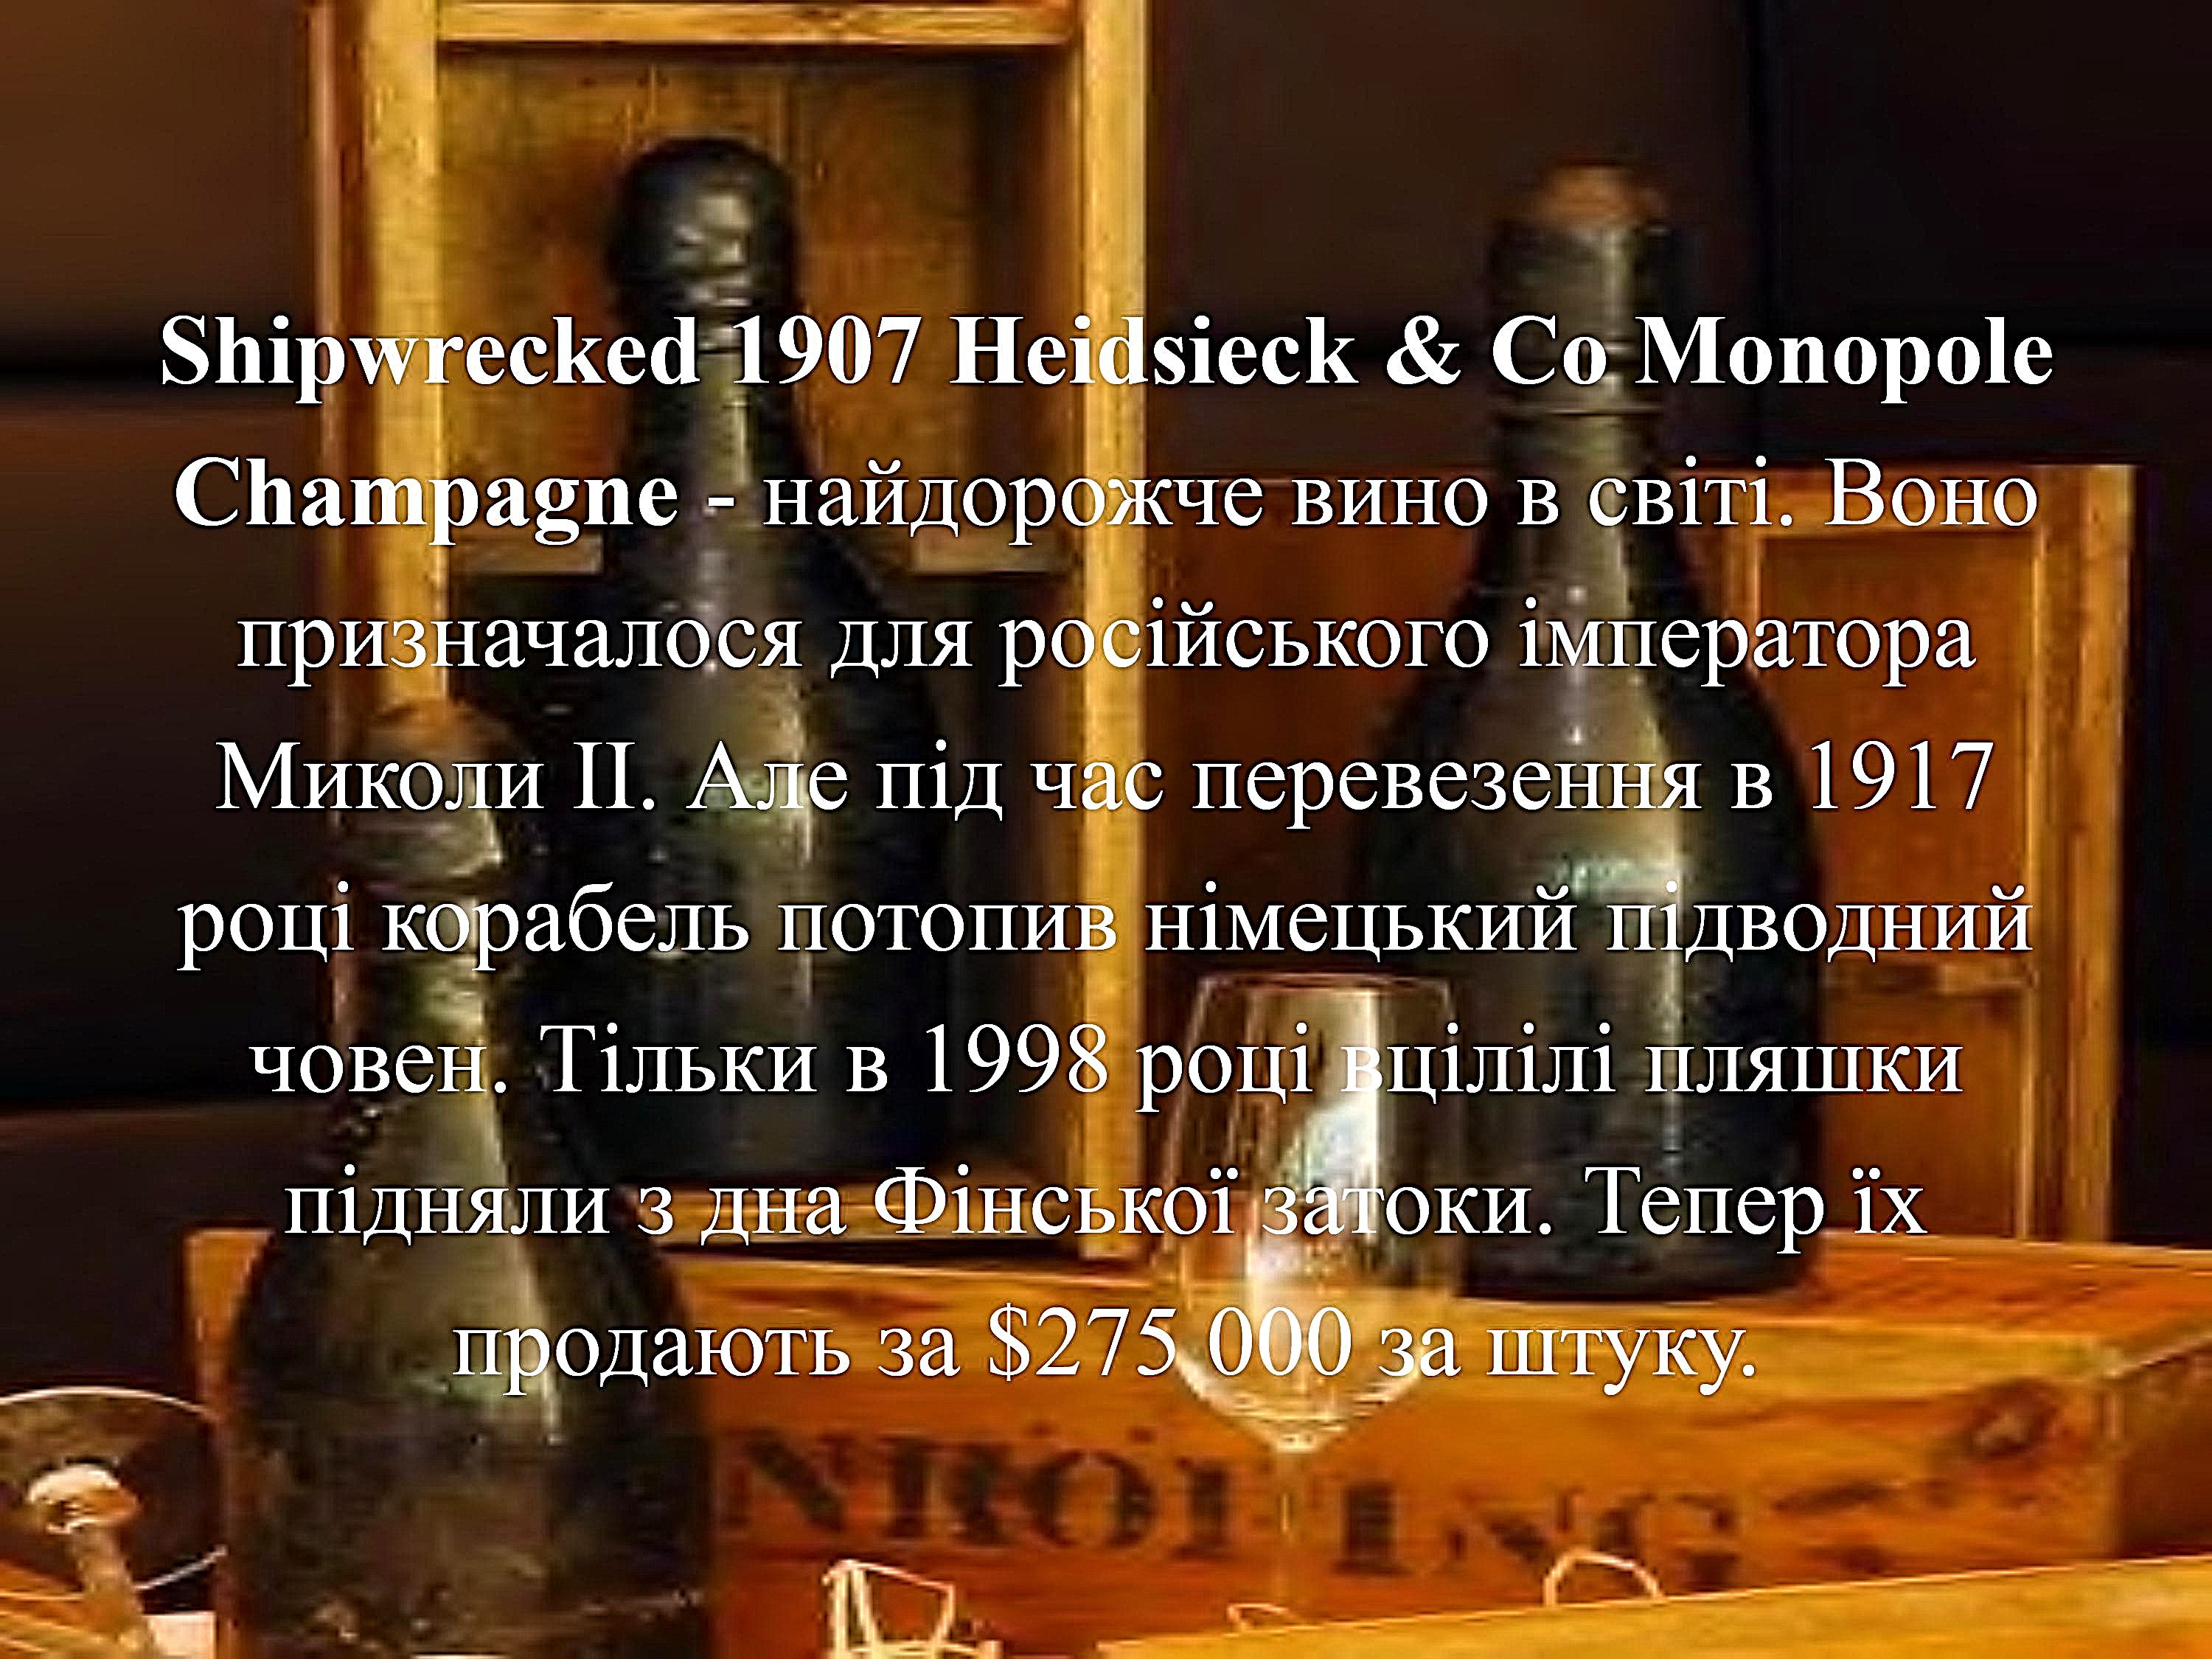 Shipwrecked 1907 Heidsieck & Co Monopole
Champagne - найдорожче вино в світі. Воно
призначалося для російського імператора
Миколи II. Але під час перевезення в 1917
році корабель потопив німецький підводний
човен. Тільки в 1998 році вцілілі пляшки
підняли з дна Фінської затоки. Тепер їх
продають за $275 000 за штуку.